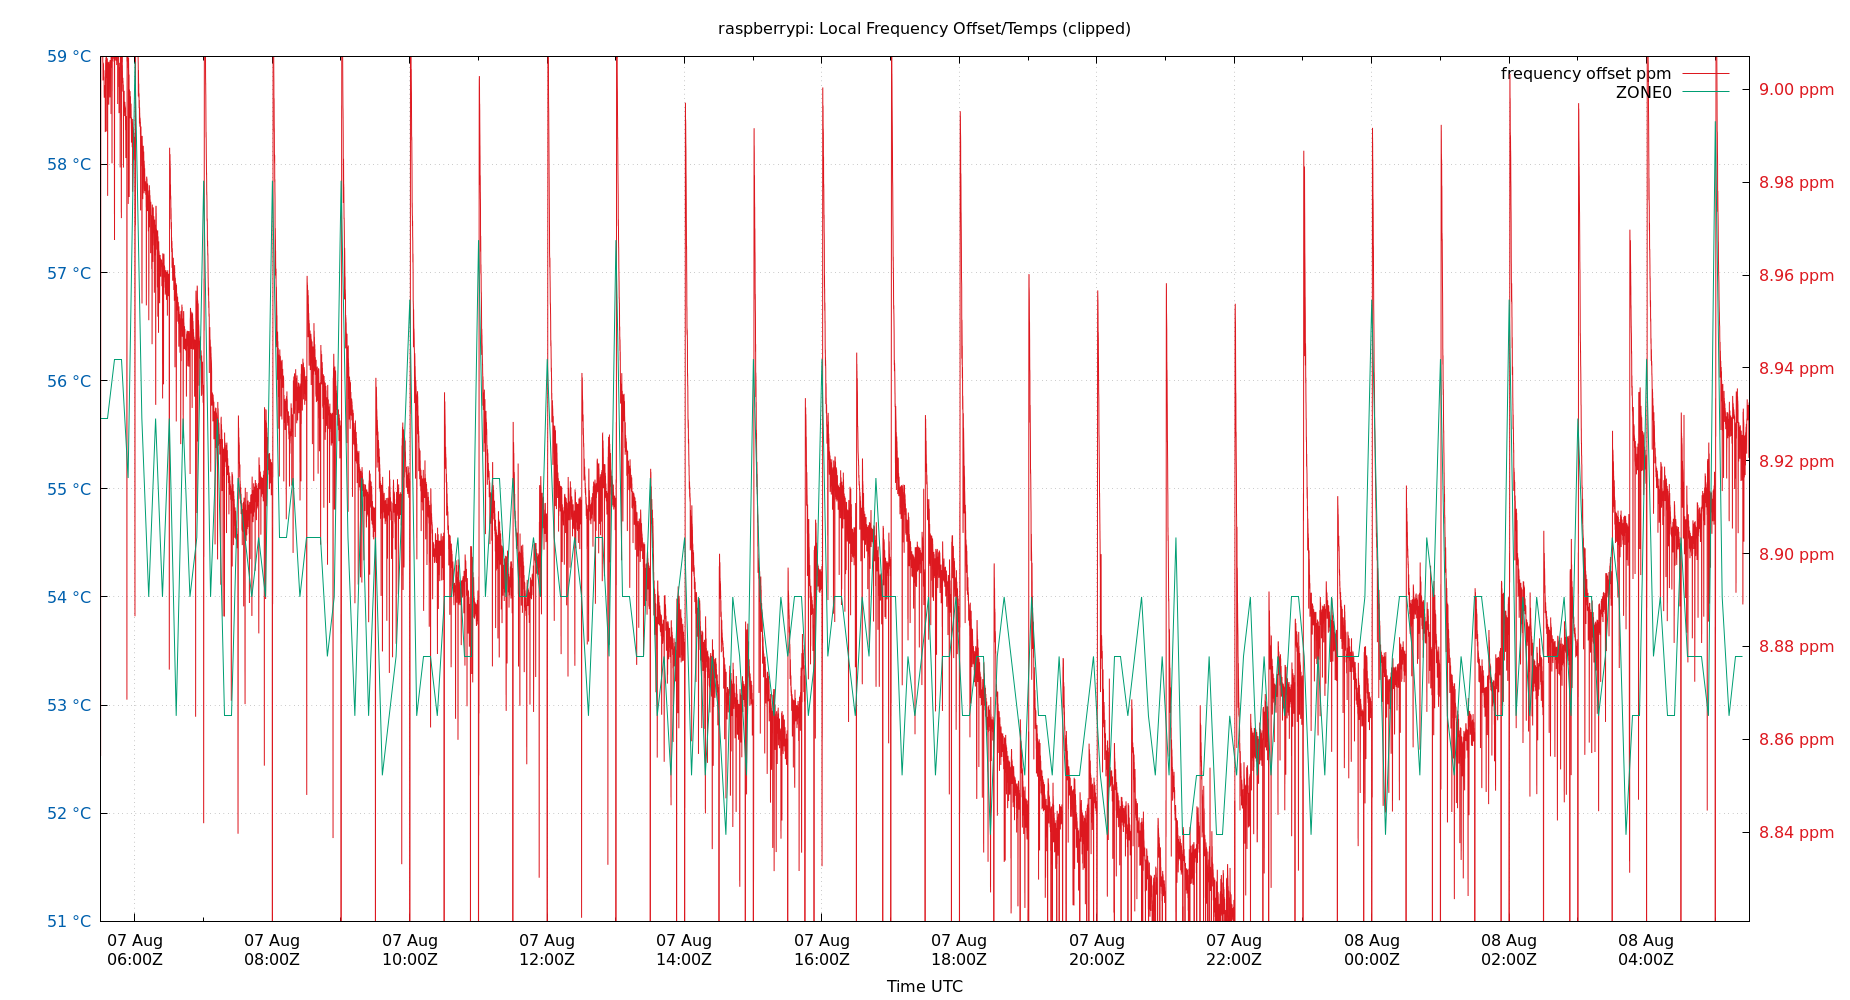 raspberrypi: Local Frequency Offset/Temps (clipped)
59 °C
58 °C
57 °C
56 °C
55 °C
54 °C
53 °C
52 °C
51 °C
frequency offset ppm
ZONE0
9.00 ppm
8.98 ppm
8.96 ppm
8.94 ppm
8.92 ppm
8.90 ppm
8.88 ppm
8.86 ppm
8.84 ppm
07 Aug 07 Aug 07 Aug 07 Aug 07 Aug 07 Aug 07 Aug 07 Aug 07 Aug 08 Aug 08 Aug 08 Aug
06:00Z 08:00Z 10:00Z 12:00Z 14:00Z 16:00Z 18:00Z 20:00Z 22:00Z 00:00Z 02:00Z 04:00Z
Time UTC